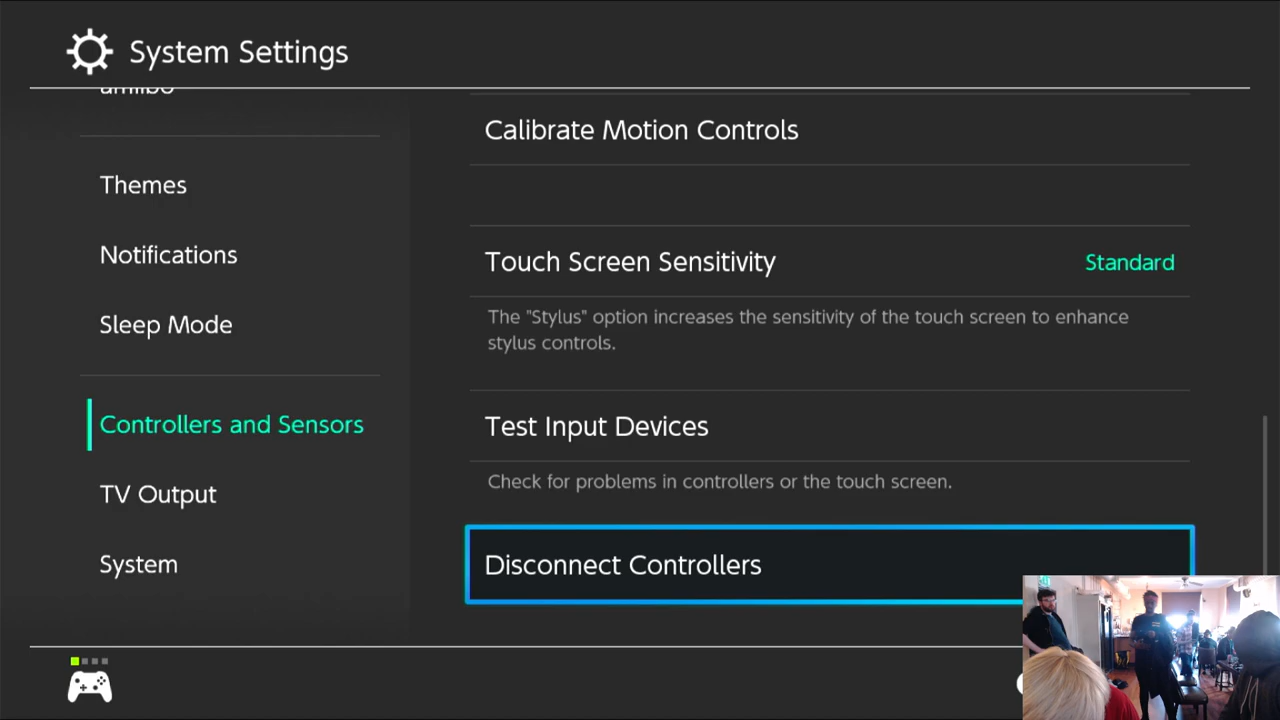 System Settings
amiibo
Themes
Notifications
Sleep Mode
Controllers and Sensors
TV Output
System
Calibrate Motion Controls
Touch Screen Sensitivity Standard
The "Stylus" option increases the sensitivity of the touch screen to enhance
stylus controls.
Test Input Devices
Check for problems in controllers or the touch screen.
Disconnect Controllers